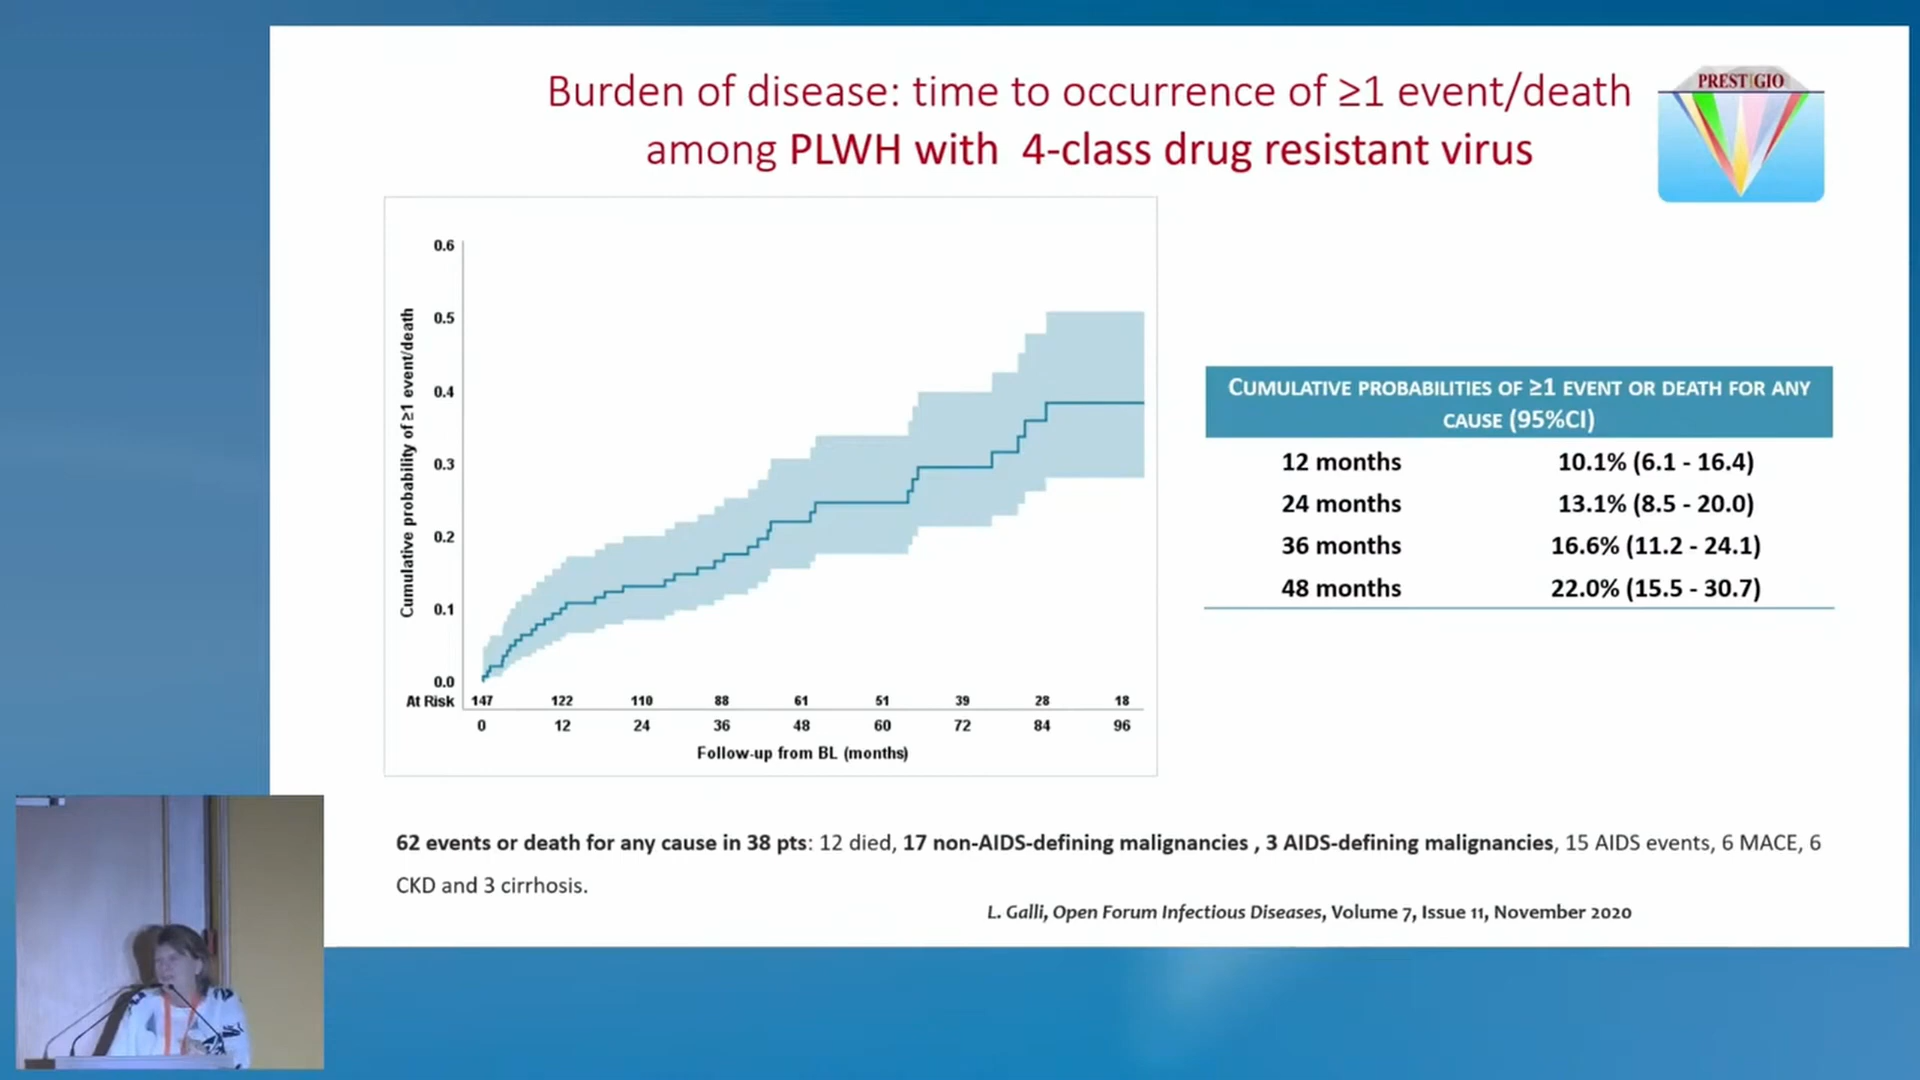 Burden of disease: time to occurrence of ≥1 event/death
among PLWH with 4-class drug resistant virus
PRESTIGIO
Cumulative probability of ≥1 event/death
0.6
0.5
0.4
0.3
0.2
0.1
0.0
At Risk 147 122 110 88 61 51 39 28 18
0 12 24 36 48 60 72 84 96
Follow-up from BL (months)
CUMULATIVE PROBABILITIES OF ≥1 EVENT OR DEATH FOR ANY
CAUSE (95%CI)
12 months 10.1% (6.1 - 16.4)
24 months 13.1% (8.5 - 20.0)
36 months 16.6% (11.2 - 24.1)
48 months 22.0% (15.5 - 30.7)
62 events or death for any cause in 38 pts: 12 died, 17 non-AIDS-defining malignancies , 3 AIDS-defining malignancies, 15 AIDS events, 6 MACE, 6
CKD and 3 cirrhosis.
L. Galli, Open Forum Infectious Diseases, Volume 7, Issue 11, November 2020